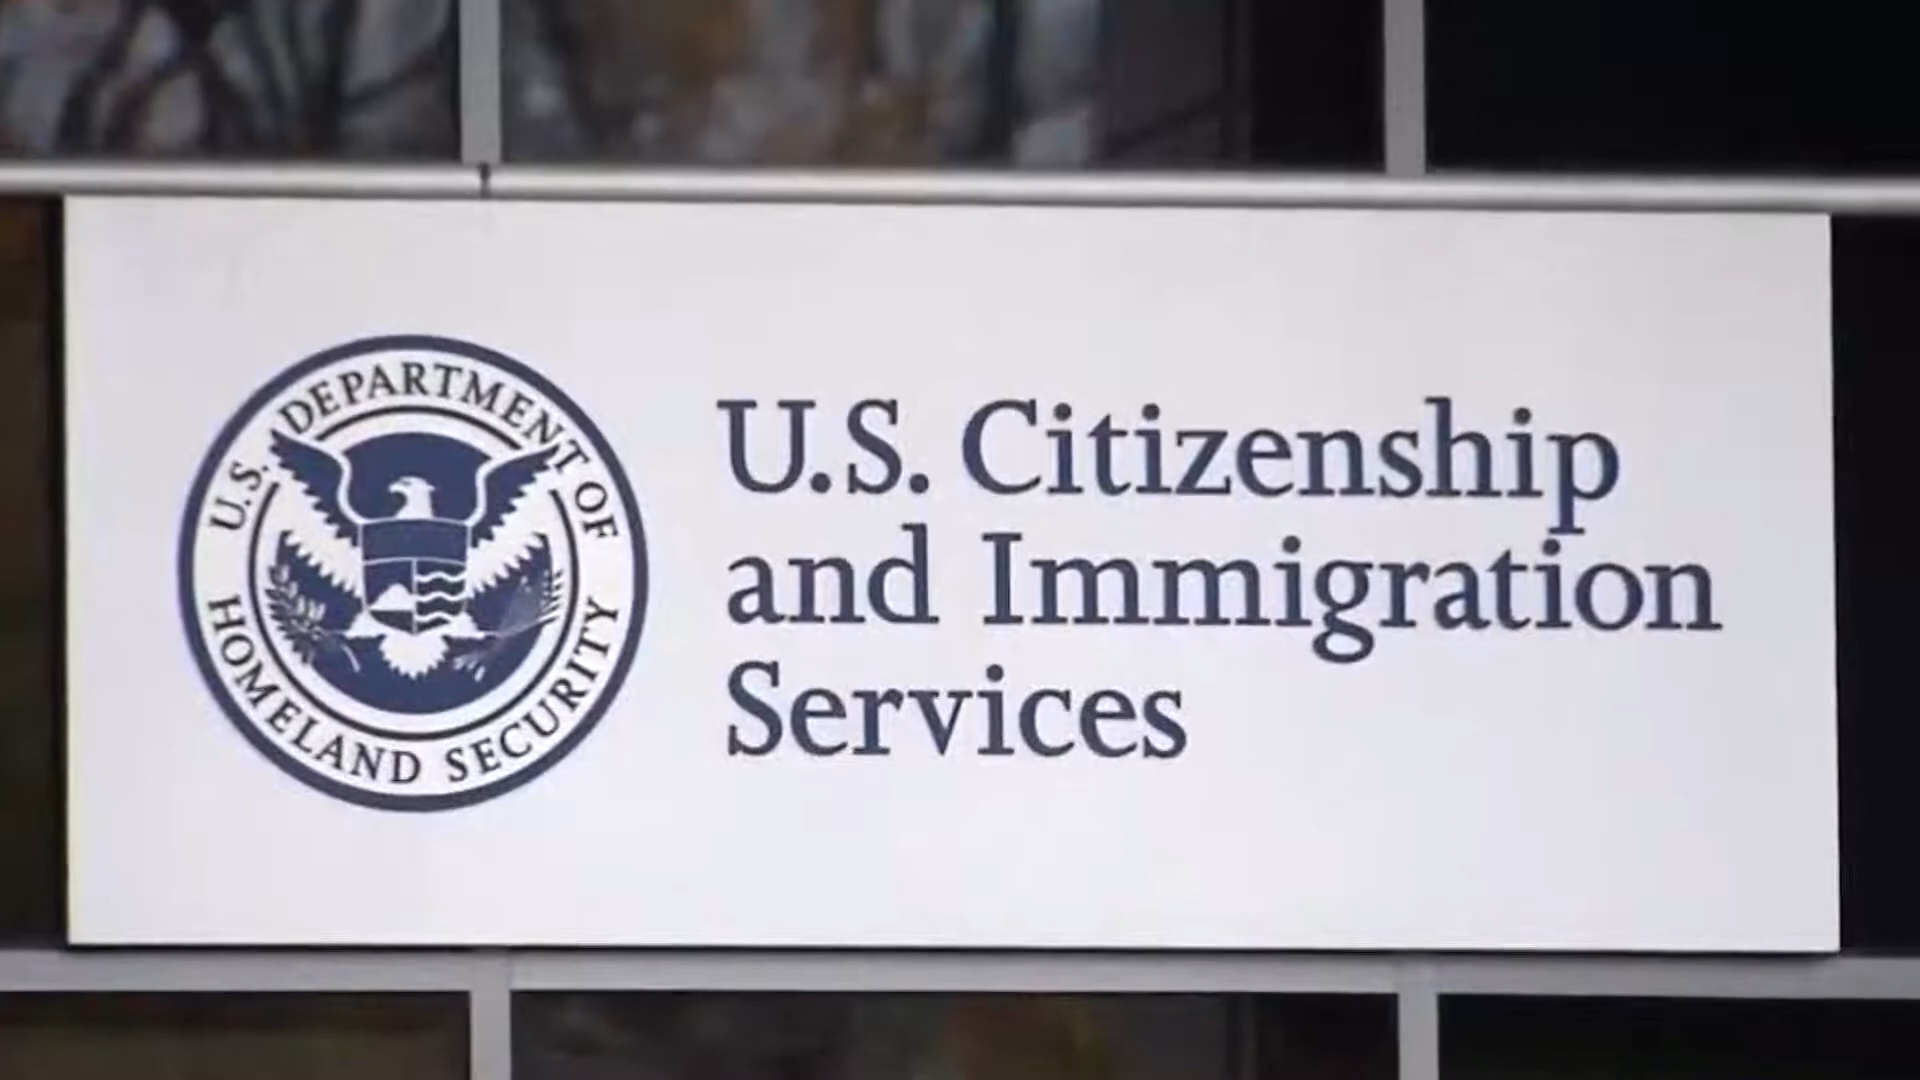 U.S. DEPARTMENT OF
HOMELAND SECURITY
U.S. Citizenship
and Immigration
Services